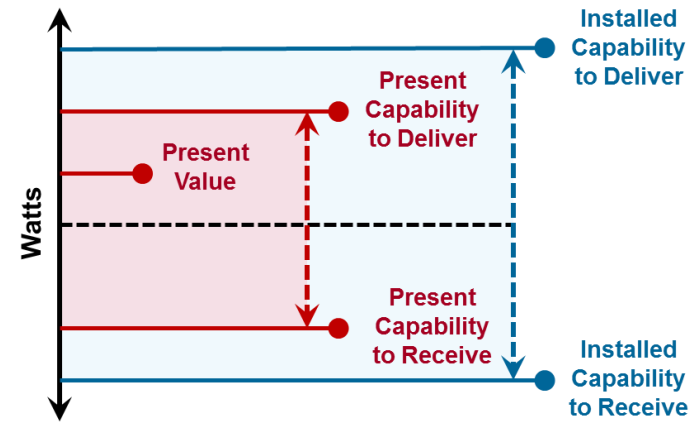 Installed
Capability
to Deliver
Present
Capability
to Deliver
Present
Value
Watts
Present
Capability
to Receive
Installed
Capability
to Receive